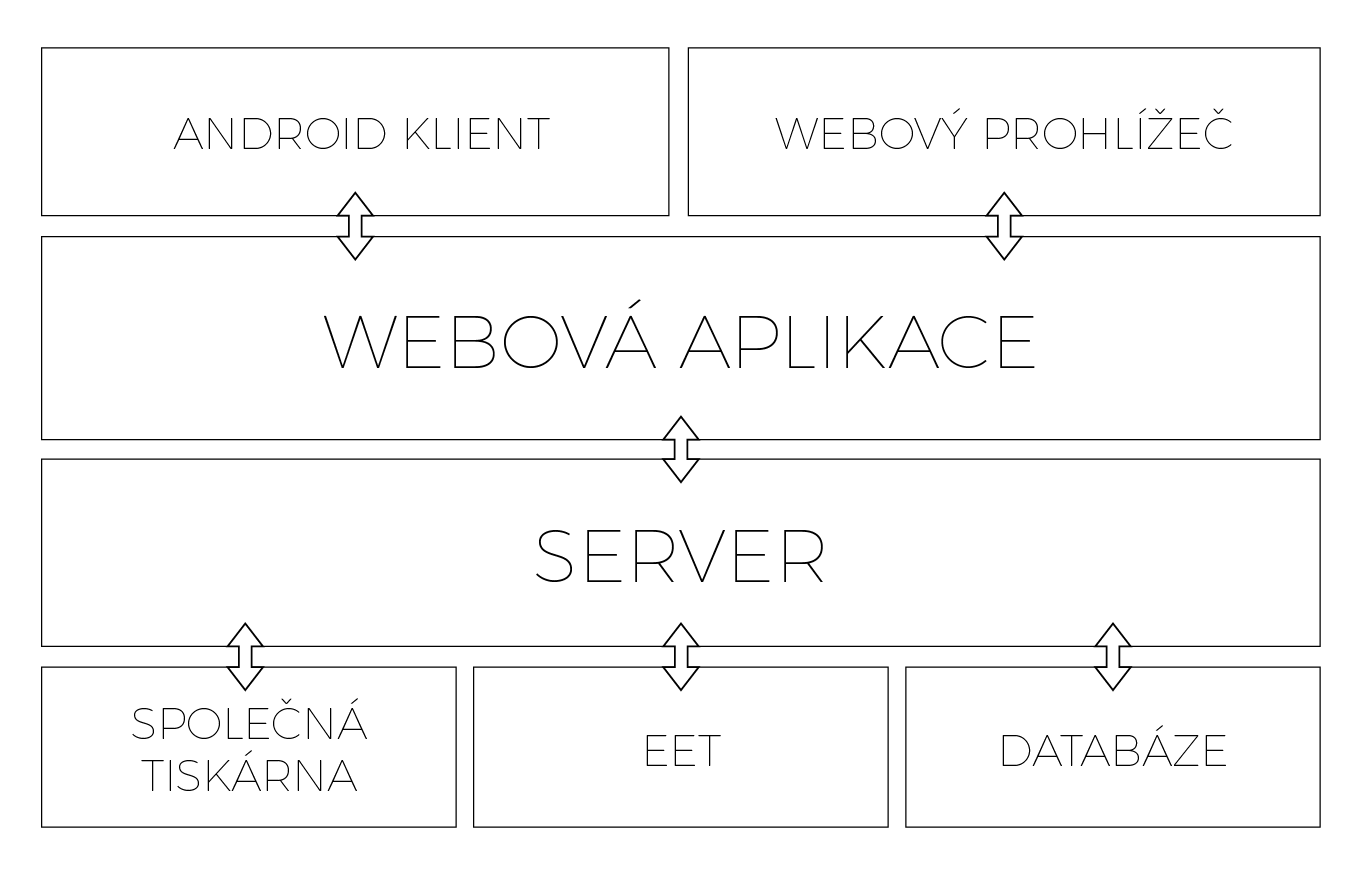 ANDROID KLIENT
WEBOVÝ PROHLÍŽEČ
WEBOVÁ APLIKACE
SERVER
SPOLEČNÁ
TISKÁRNA
EET
DATABÁZE